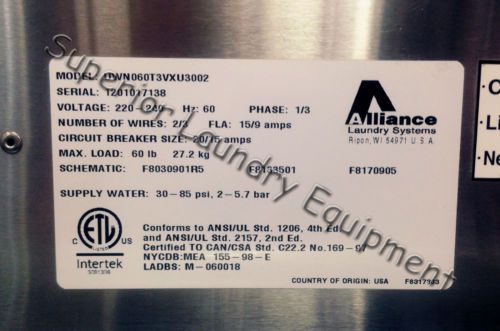 MODEL: UWN060T3VXU3002
SERIAL: 1201017138
VOLTAGE: 220-240 Hz: 60 PHASE: 1/3
NUMBER OF WIRES: 2/3 FLA: 15/9 amps
CIRCUIT BREAKER SIZE: 20/15 amps
MAX. LOAD: 60 lb 27.2 kg
SCHEMATIC: F8030901R5 F8133501 F8170905
SUPPLY WATER: 30-85 psi, 2-5.7 bar
Alliance
Laundry Systems
Ripon, WI 54971 U.S.A.
ETL
C US
LISTED
Intertek
Conforms to ANSI/UL Std. 1206, 4th Ed
and ANSI/UL Std. 2157, 2nd Ed.
Certified TO CAN/CSA Std. C22.2 No.169-97
NYCDB:MEA 155-98-E
LADBS: M-060018
COUNTRY OF ORIGIN: USA
Superior Laundry Equipment